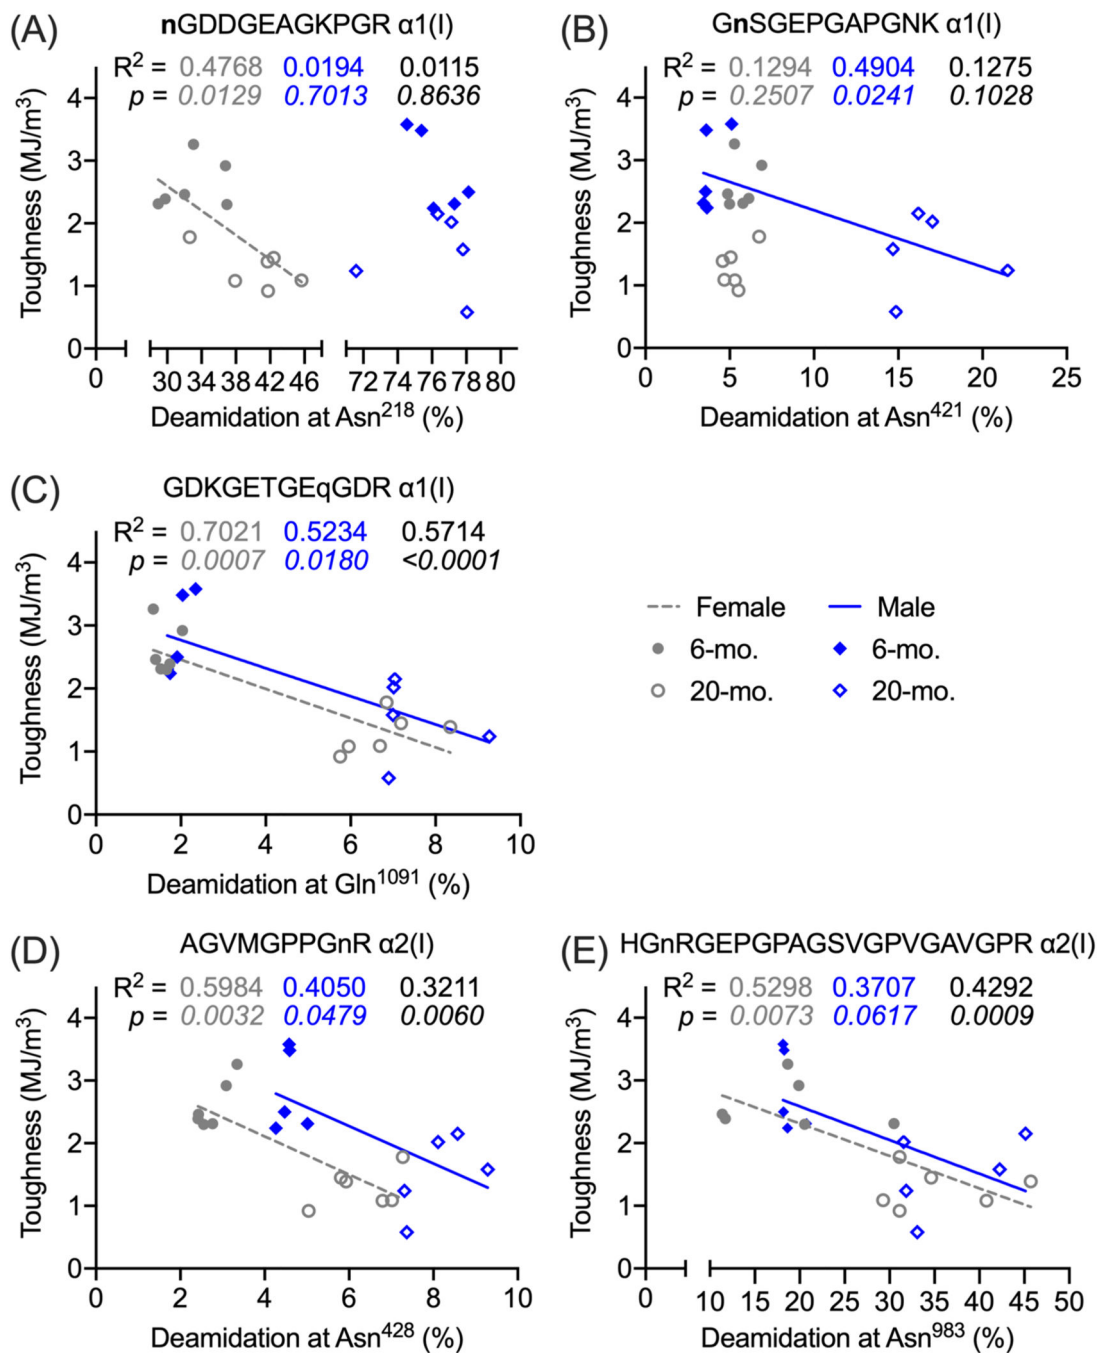 (A) nGDDGEAGKPGR α1(I)
R² = 0.4768 0.0194 0.0115
p = 0.0129 0.7013 0.8636
Toughness (MJ/m³)
4
3
2
1
0
0 30 34 38 42 46 72 74 76 78 80
Deamidation at Asn²¹⁸ (%)
(B) GnSGEPGAPGNK α1(I)
R² = 0.1294 0.4904 0.1275
p = 0.2507 0.0241 0.1028
Toughness (MJ/m³)
4
3
2
1
0
0 5 10 15 20 25
Deamidation at Asn⁴²¹ (%)
(C) GDKGETGEqGDR α1(I)
R² = 0.7021 0.5234 0.5714
p = 0.0007 0.0180 <0.0001
Toughness (MJ/m³)
4
3
2
1
0
0 2 4 6 8 10
Deamidation at Gln¹⁰⁹¹ (%)
Female Male
6-mo. 6-mo.
20-mo. 20-mo.
(D) AGVMGPPGnR α2(I)
R² = 0.5984 0.4050 0.3211
p = 0.0032 0.0479 0.0060
Toughness (MJ/m³)
4
3
2
1
0
0 2 4 6 8 10
Deamidation at Asn⁴²⁸ (%)
(E) HGnRGEPGPAGSVGPVGAVGPR α2(I)
R² = 0.5298 0.3707 0.4292
p = 0.0073 0.0617 0.0009
Toughness (MJ/m³)
4
3
2
1
0
0 10 15 20 25 30 35 40 45 50
Deamidation at Asn⁹⁸³ (%)